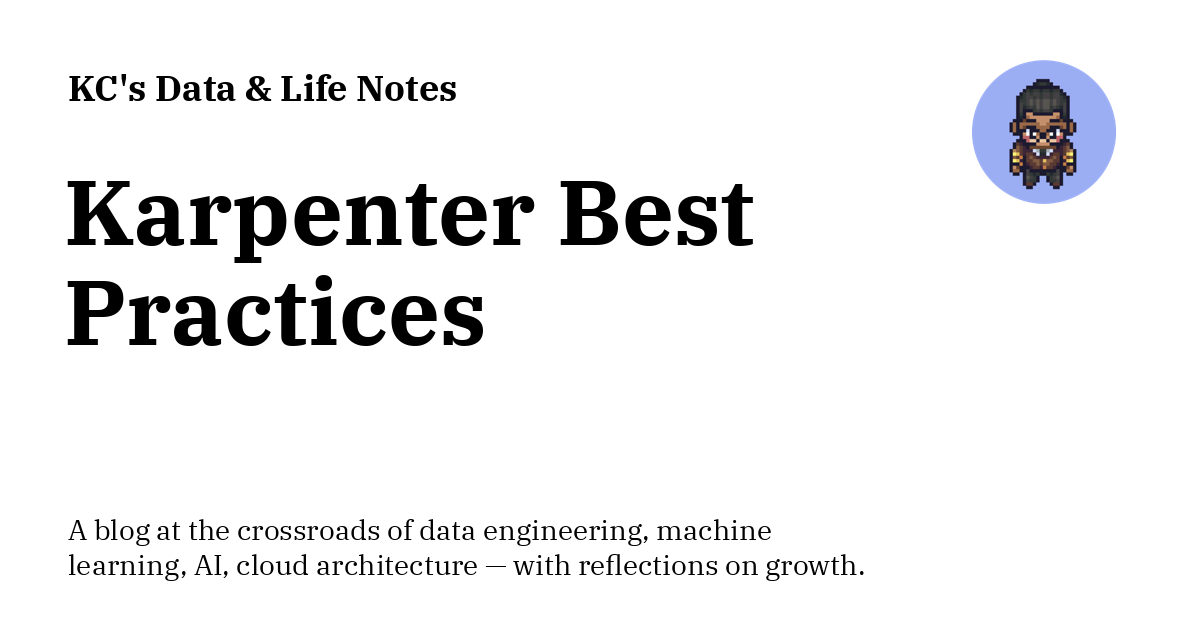 KC's Data & Life Notes
Karpenter Best
Practices
A blog at the crossroads of data engineering, machine
learning, AI, cloud architecture — with reflections on growth.